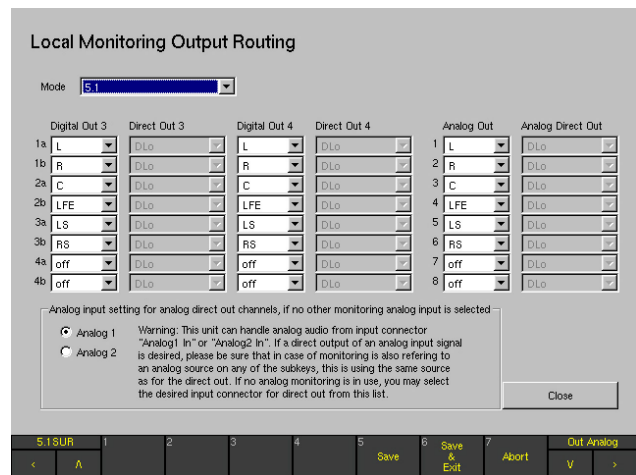 Local Monitoring Output Routing
Mode 5.1
Digital Out 3 Direct Out 3 Digital Out 4 Direct Out 4 Analog Out Analog Direct Out
1a L DLo L DLo 1 L DLo
1b R DLo R DLo 2 R DLo
2a C DLo C DLo 3 C DLo
2b LFE DLo LFE DLo 4 LFE DLo
3a LS DLo LS DLo 5 LS DLo
3b RS DLo RS DLo 6 RS DLo
4a off DLo off DLo 7 off DLo
4b off DLo off DLo 8 off DLo
Analog input setting for analog direct out channels, if no other monitoring analog input is selected
Analog 1
Analog 2
Warning: This unit can handle analog audio from input connector
"Analog1 In" or "Analog2 In". If a direct output of an analog input signal
is desired, please be sure that in case of monitoring is also refering to
an analog source on any of the subkeys, this is using the same source
as for the direct out. If no analog monitoring is in use, you may select
the desired input connector for direct out from this list.
Close
5.1SUR 1 2 3 4 5 Save 6 Save & Exit 7 Abort Out Analog
< ʌ v >